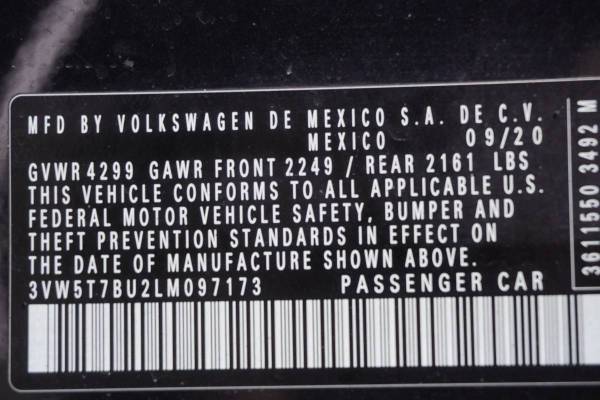 MFD BY VOLKSWAGEN DE MEXICO S.A. DE C.V.
MEXICO 09/20
GVWR 4299 GAWR FRONT 2249 / REAR 2161 LBS
THIS VEHICLE CONFORMS TO ALL APPLICABLE U.S.
FEDERAL MOTOR VEHICLE SAFETY, BUMPER AND
THEFT PREVENTION STANDARDS IN EFFECT ON
THE DATE OF MANUFACTURE SHOWN ABOVE.
3VW5T7BU2LM097173 PASSENGER CAR
3611550 3492 M